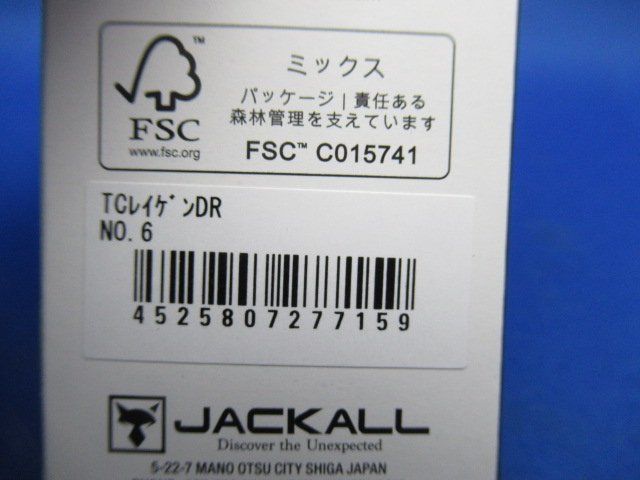 ミックス
パッケージ | 責任ある
森林管理を支えています
FSC™ C015741
FSC
www.fsc.org
TCﾚｲｹﾞﾝDR
NO. 6
4525807277159
JACKALL
Discover the Unexpected
5-22-7 MANO OTSU CITY SHIGA JAPAN